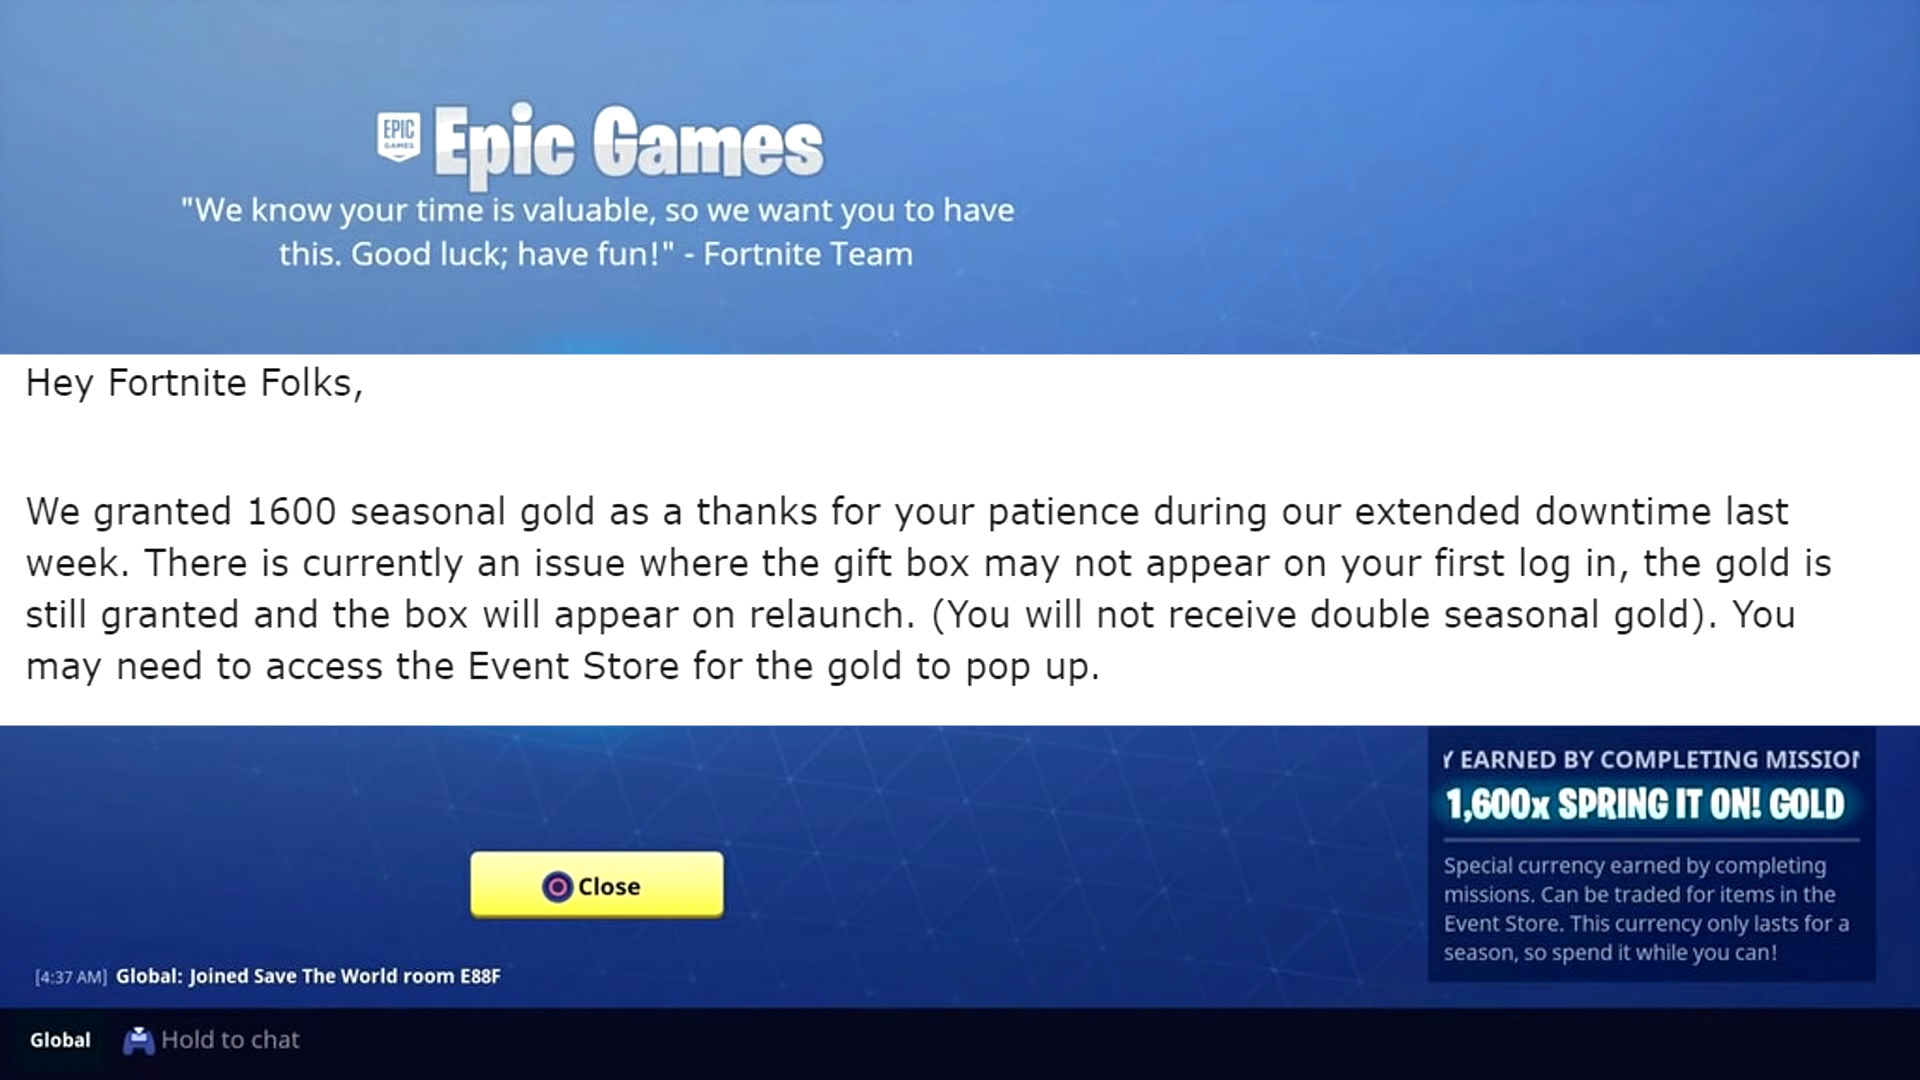 EPIC GAMES
Epic Games
"We know your time is valuable, so we want you to have
this. Good luck; have fun!" - Fortnite Team
Hey Fortnite Folks,
We granted 1600 seasonal gold as a thanks for your patience during our extended downtime last
week. There is currently an issue where the gift box may not appear on your first log in, the gold is
still granted and the box will appear on relaunch. (You will not receive double seasonal gold). You
may need to access the Event Store for the gold to pop up.
Y EARNED BY COMPLETING MISSION
1,600x SPRING IT ON! GOLD
Special currency earned by completing
missions. Can be traded for items in the
Event Store. This currency only lasts for a
season, so spend it while you can!
Close
[4:37 AM] Global: Joined Save The World room E88F
Global Hold to chat